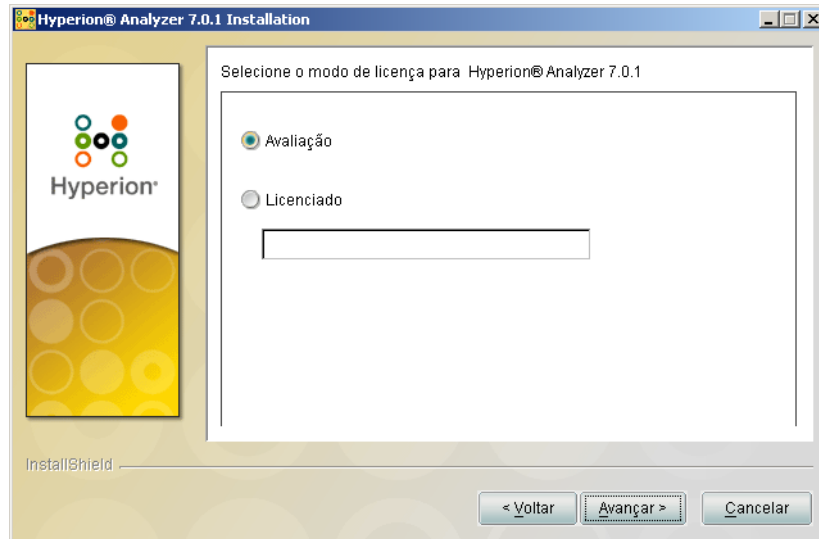 Hyperion® Analyzer 7.0.1 Installation
Selecione o modo de licença para Hyperion® Analyzer 7.0.1
Avaliação
Licenciado
Hyperion®
InstallShield
< Voltar
Avançar >
Cancelar